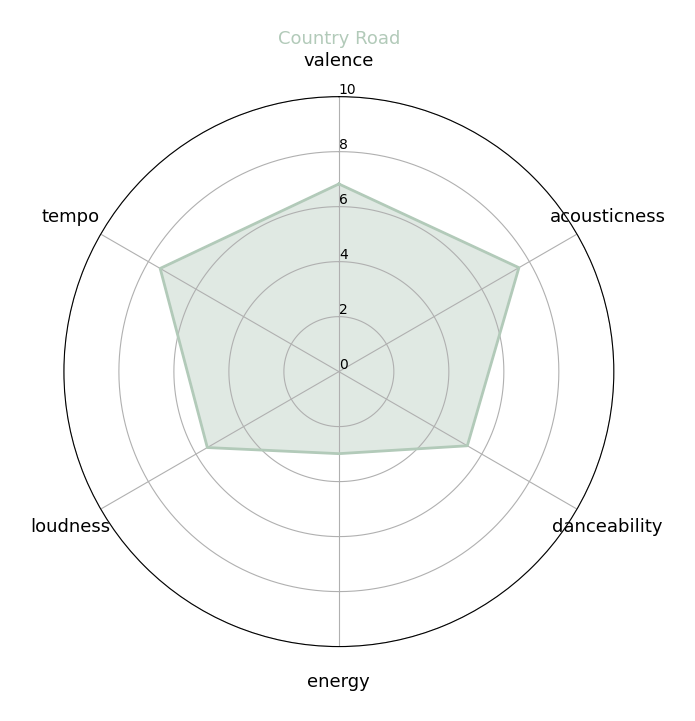 Country Road
valence
10
8
6
4
2
0
tempo
acousticness
loudness
danceability
energy